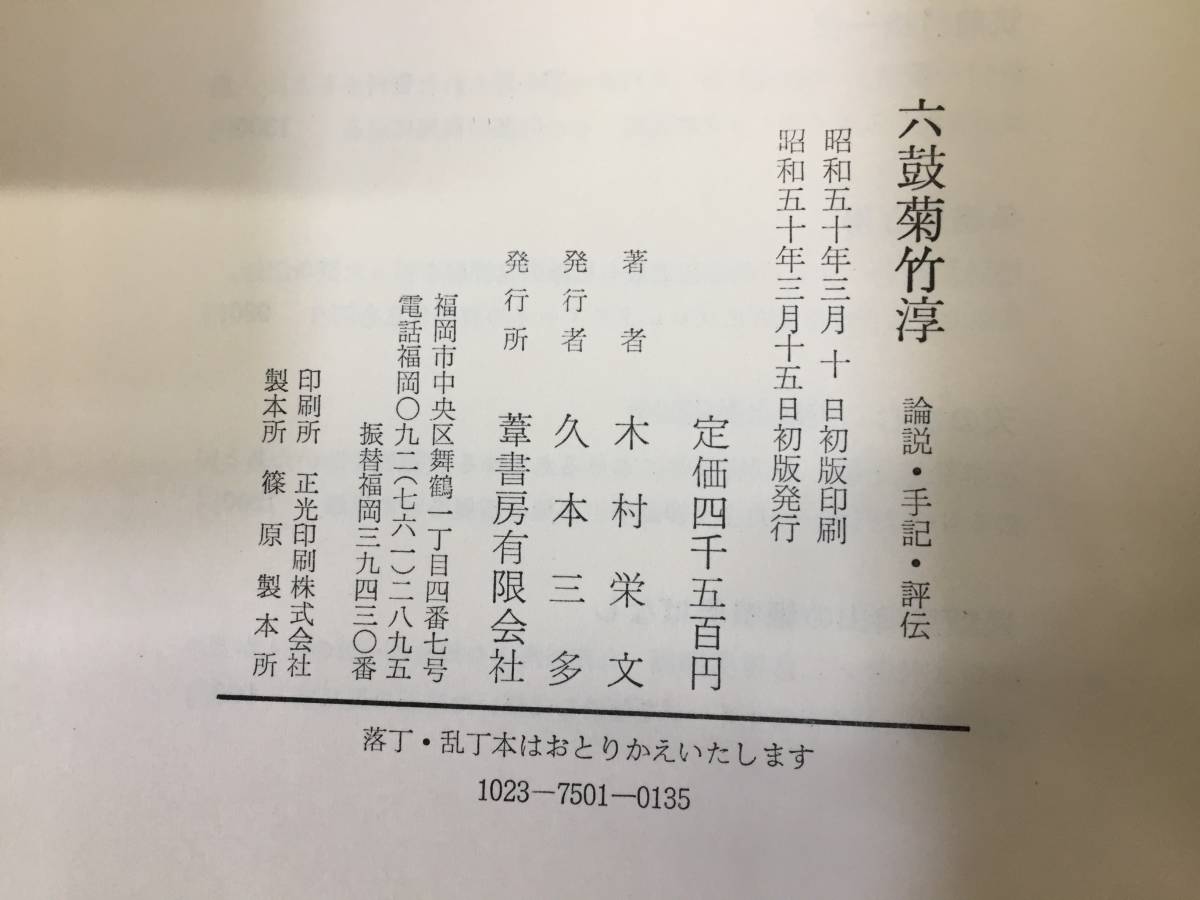 六鼓菊竹淳 論説・手記・評伝
昭和五十年三月 十 日初版印刷
昭和五十年三月十五日初版発行
定価四千五百円
著者 木村栄文
発行者 久本三多
発行所 葦書房有限会社
福岡市中央区舞鶴一丁目四番七号
電話福岡〇九二(七六一)二八九五
振替福岡三九四三〇番
印刷所 正光印刷株式会社
製本所 篠原製本所
落丁・乱丁本はおとりかえいたします
1023―7501―0135